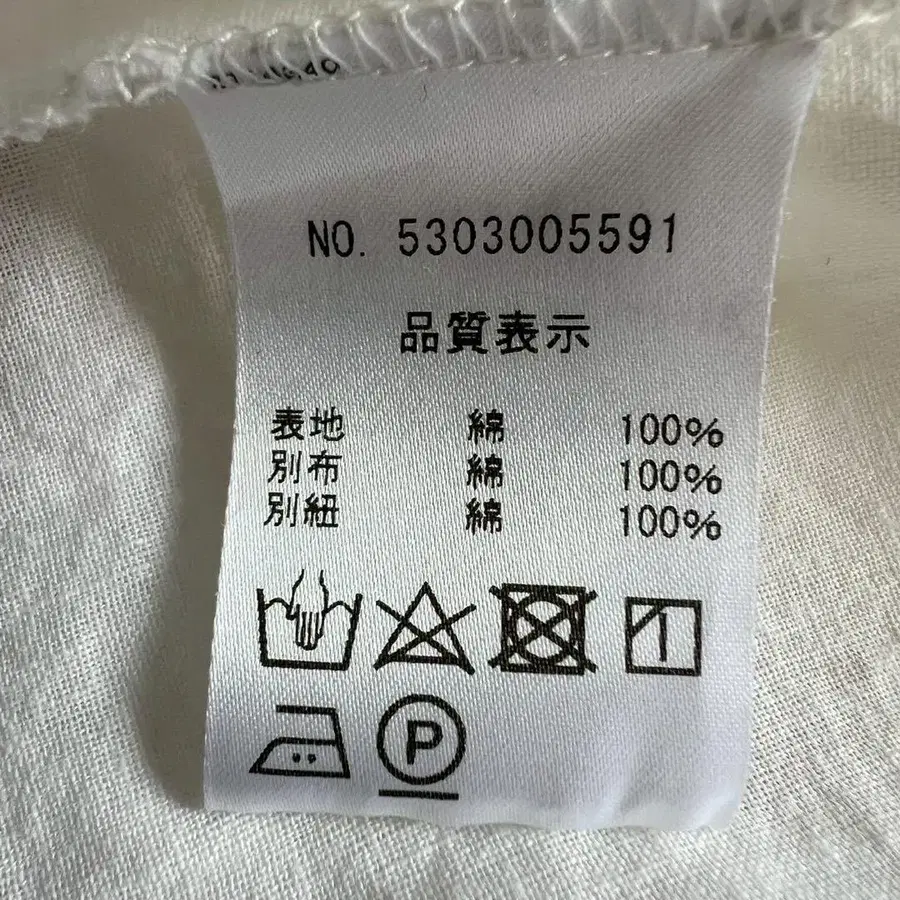 NO. 5303005591
品質表示
表地 綿 100%
別布 綿 100%
別紐 綿 100%
P